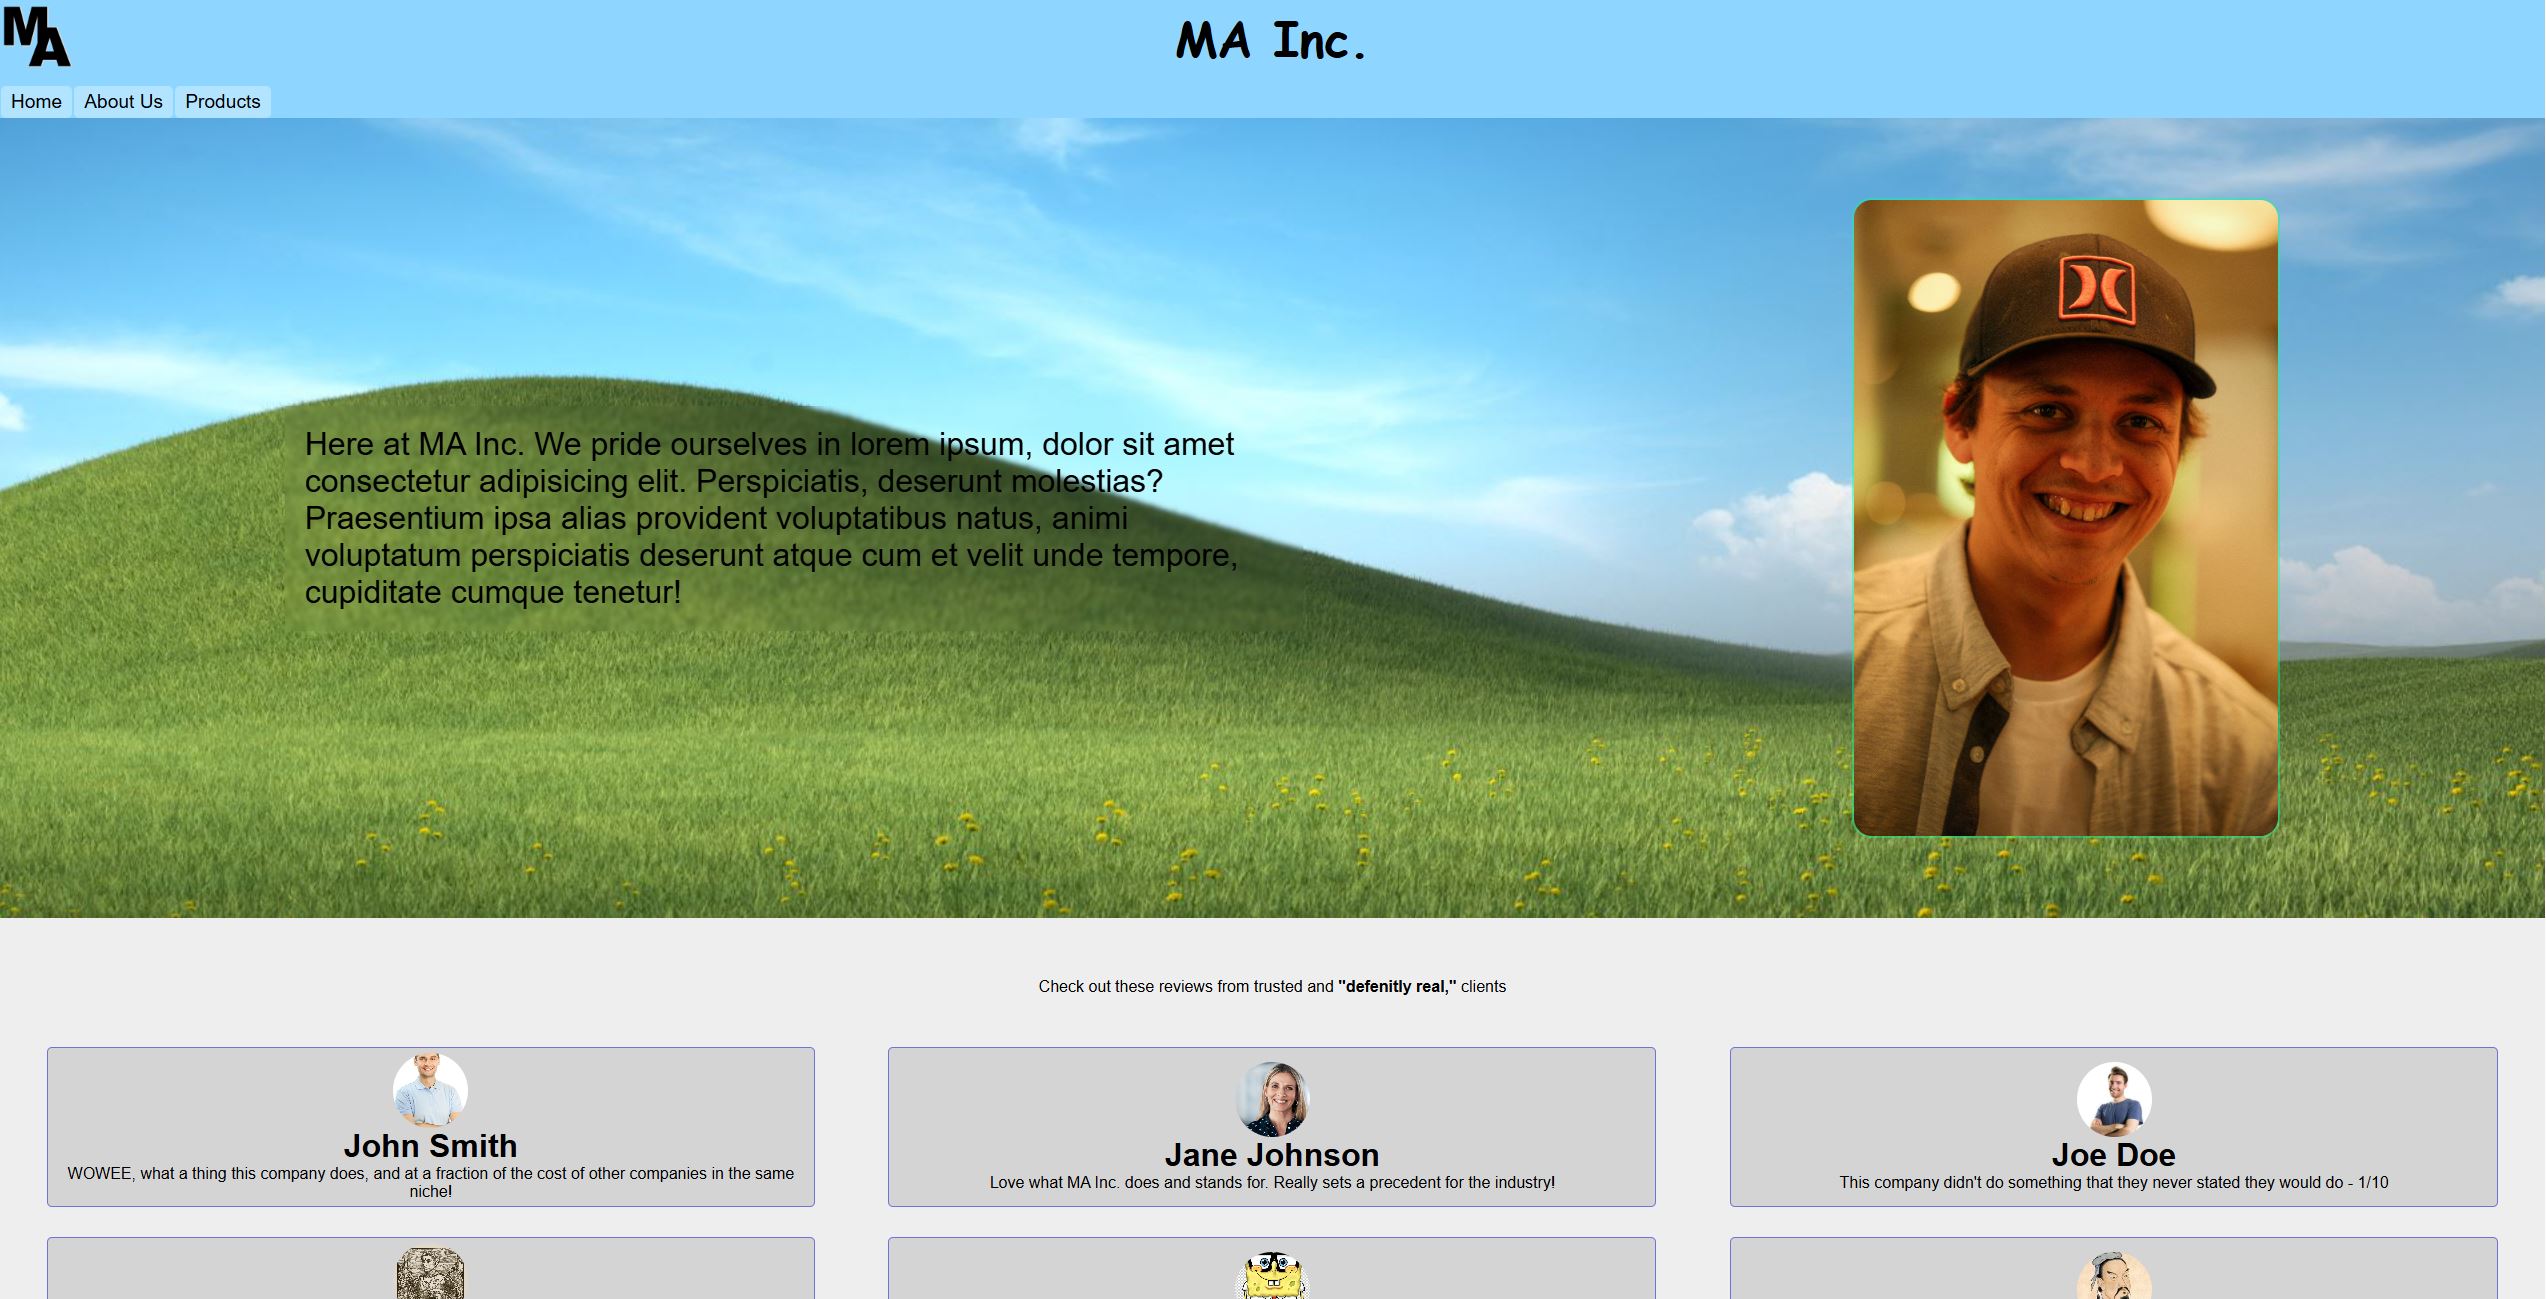 MA
MA Inc.
Home About Us Products
Here at MA Inc. We pride ourselves in lorem ipsum, dolor sit amet
consectetur adipisicing elit. Perspiciatis, deserunt molestias?
Praesentium ipsa alias provident voluptatibus natus, animi
voluptatum perspiciatis deserunt atque cum et velit unde tempore,
cupiditate cumque tenetur!
Check out these reviews from trusted and "defenitly real," clients
John Smith
WOWEE, what a thing this company does, and at a fraction of the cost of other companies in the same
niche!
Jane Johnson
Love what MA Inc. does and stands for. Really sets a precedent for the industry!
Joe Doe
This company didn't do something that they never stated they would do - 1/10